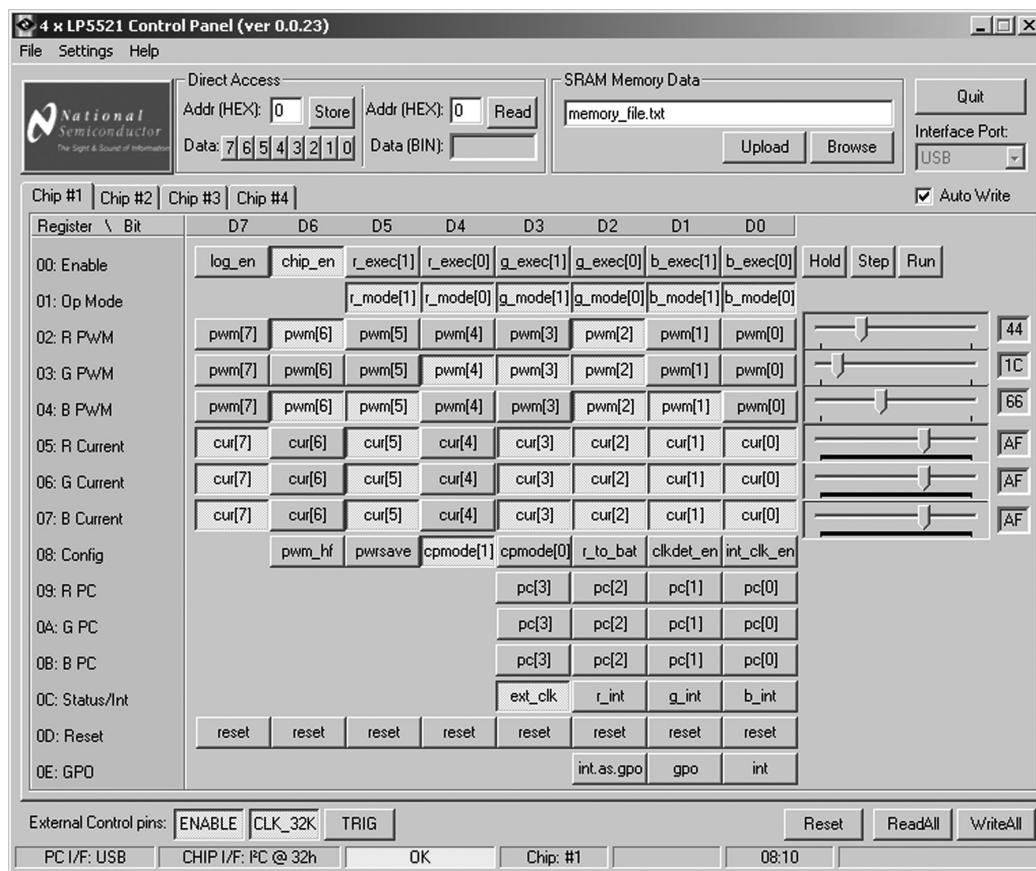 4 x LP5521 Control Panel (ver 0.0.23)
File Settings Help
National
Semiconductor
The Sight & Sound of Information
Direct Access
Addr (HEX): 0 Store Addr (HEX): 0 Read
Data: 7 6 5 4 3 2 1 0 Data (BIN):
SRAM Memory Data
memory_file.txt
Upload Browse
Quit
Interface Port:
USB
Auto Write
Chip #1 Chip #2 Chip #3 Chip #4
Register \ Bit D7 D6 D5 D4 D3 D2 D1 D0
00: Enable log_en chip_en r_exec[1] r_exec[0] g_exec[1] g_exec[0] b_exec[1] b_exec[0] Hold Step Run
01: Op Mode r_mode[1] r_mode[0] g_mode[1] g_mode[0] b_mode[1] b_mode[0]
02: R PWM pwm[7] pwm[6] pwm[5] pwm[4] pwm[3] pwm[2] pwm[1] pwm[0] 44
03: G PWM pwm[7] pwm[6] pwm[5] pwm[4] pwm[3] pwm[2] pwm[1] pwm[0] 1C
04: B PWM pwm[7] pwm[6] pwm[5] pwm[4] pwm[3] pwm[2] pwm[1] pwm[0] 66
05: R Current cur[7] cur[6] cur[5] cur[4] cur[3] cur[2] cur[1] cur[0] AF
06: G Current cur[7] cur[6] cur[5] cur[4] cur[3] cur[2] cur[1] cur[0] AF
07: B Current cur[7] cur[6] cur[5] cur[4] cur[3] cur[2] cur[1] cur[0] AF
08: Config pwm_hf pwrsave cpmode[1] cpmode[0] r_to_bat clkdet_en int_clk_en
09: R PC pc[3] pc[2] pc[1] pc[0]
0A: G PC pc[3] pc[2] pc[1] pc[0]
0B: B PC pc[3] pc[2] pc[1] pc[0]
0C: Status/Int ext_clk r_int g_int b_int
0D: Reset reset reset reset reset reset reset reset reset
0E: GPO int.as.gpo gpo int
External Control pins: ENABLE CLK_32K TRIG Reset ReadAll WriteAll
PC I/F: USB CHIP I/F: I²C @ 32h OK Chip: #1 08:10